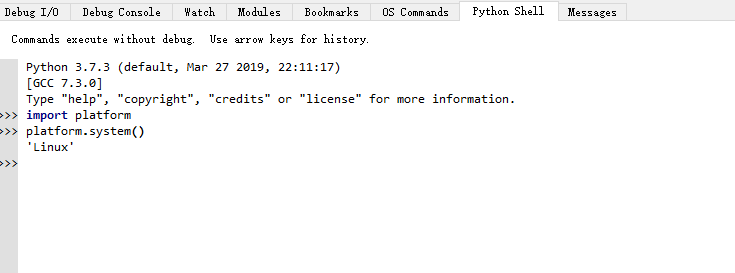 Debug I/O Debug Console Watch Modules Bookmarks OS Commands Python Shell Messages
Commands execute without debug. Use arrow keys for history.
Python 3.7.3 (default, Mar 27 2019, 22:11:17)
[GCC 7.3.0]
Type "help", "copyright", "credits" or "license" for more information.
>>> import platform
>>> platform.system()
'Linux'
>>>